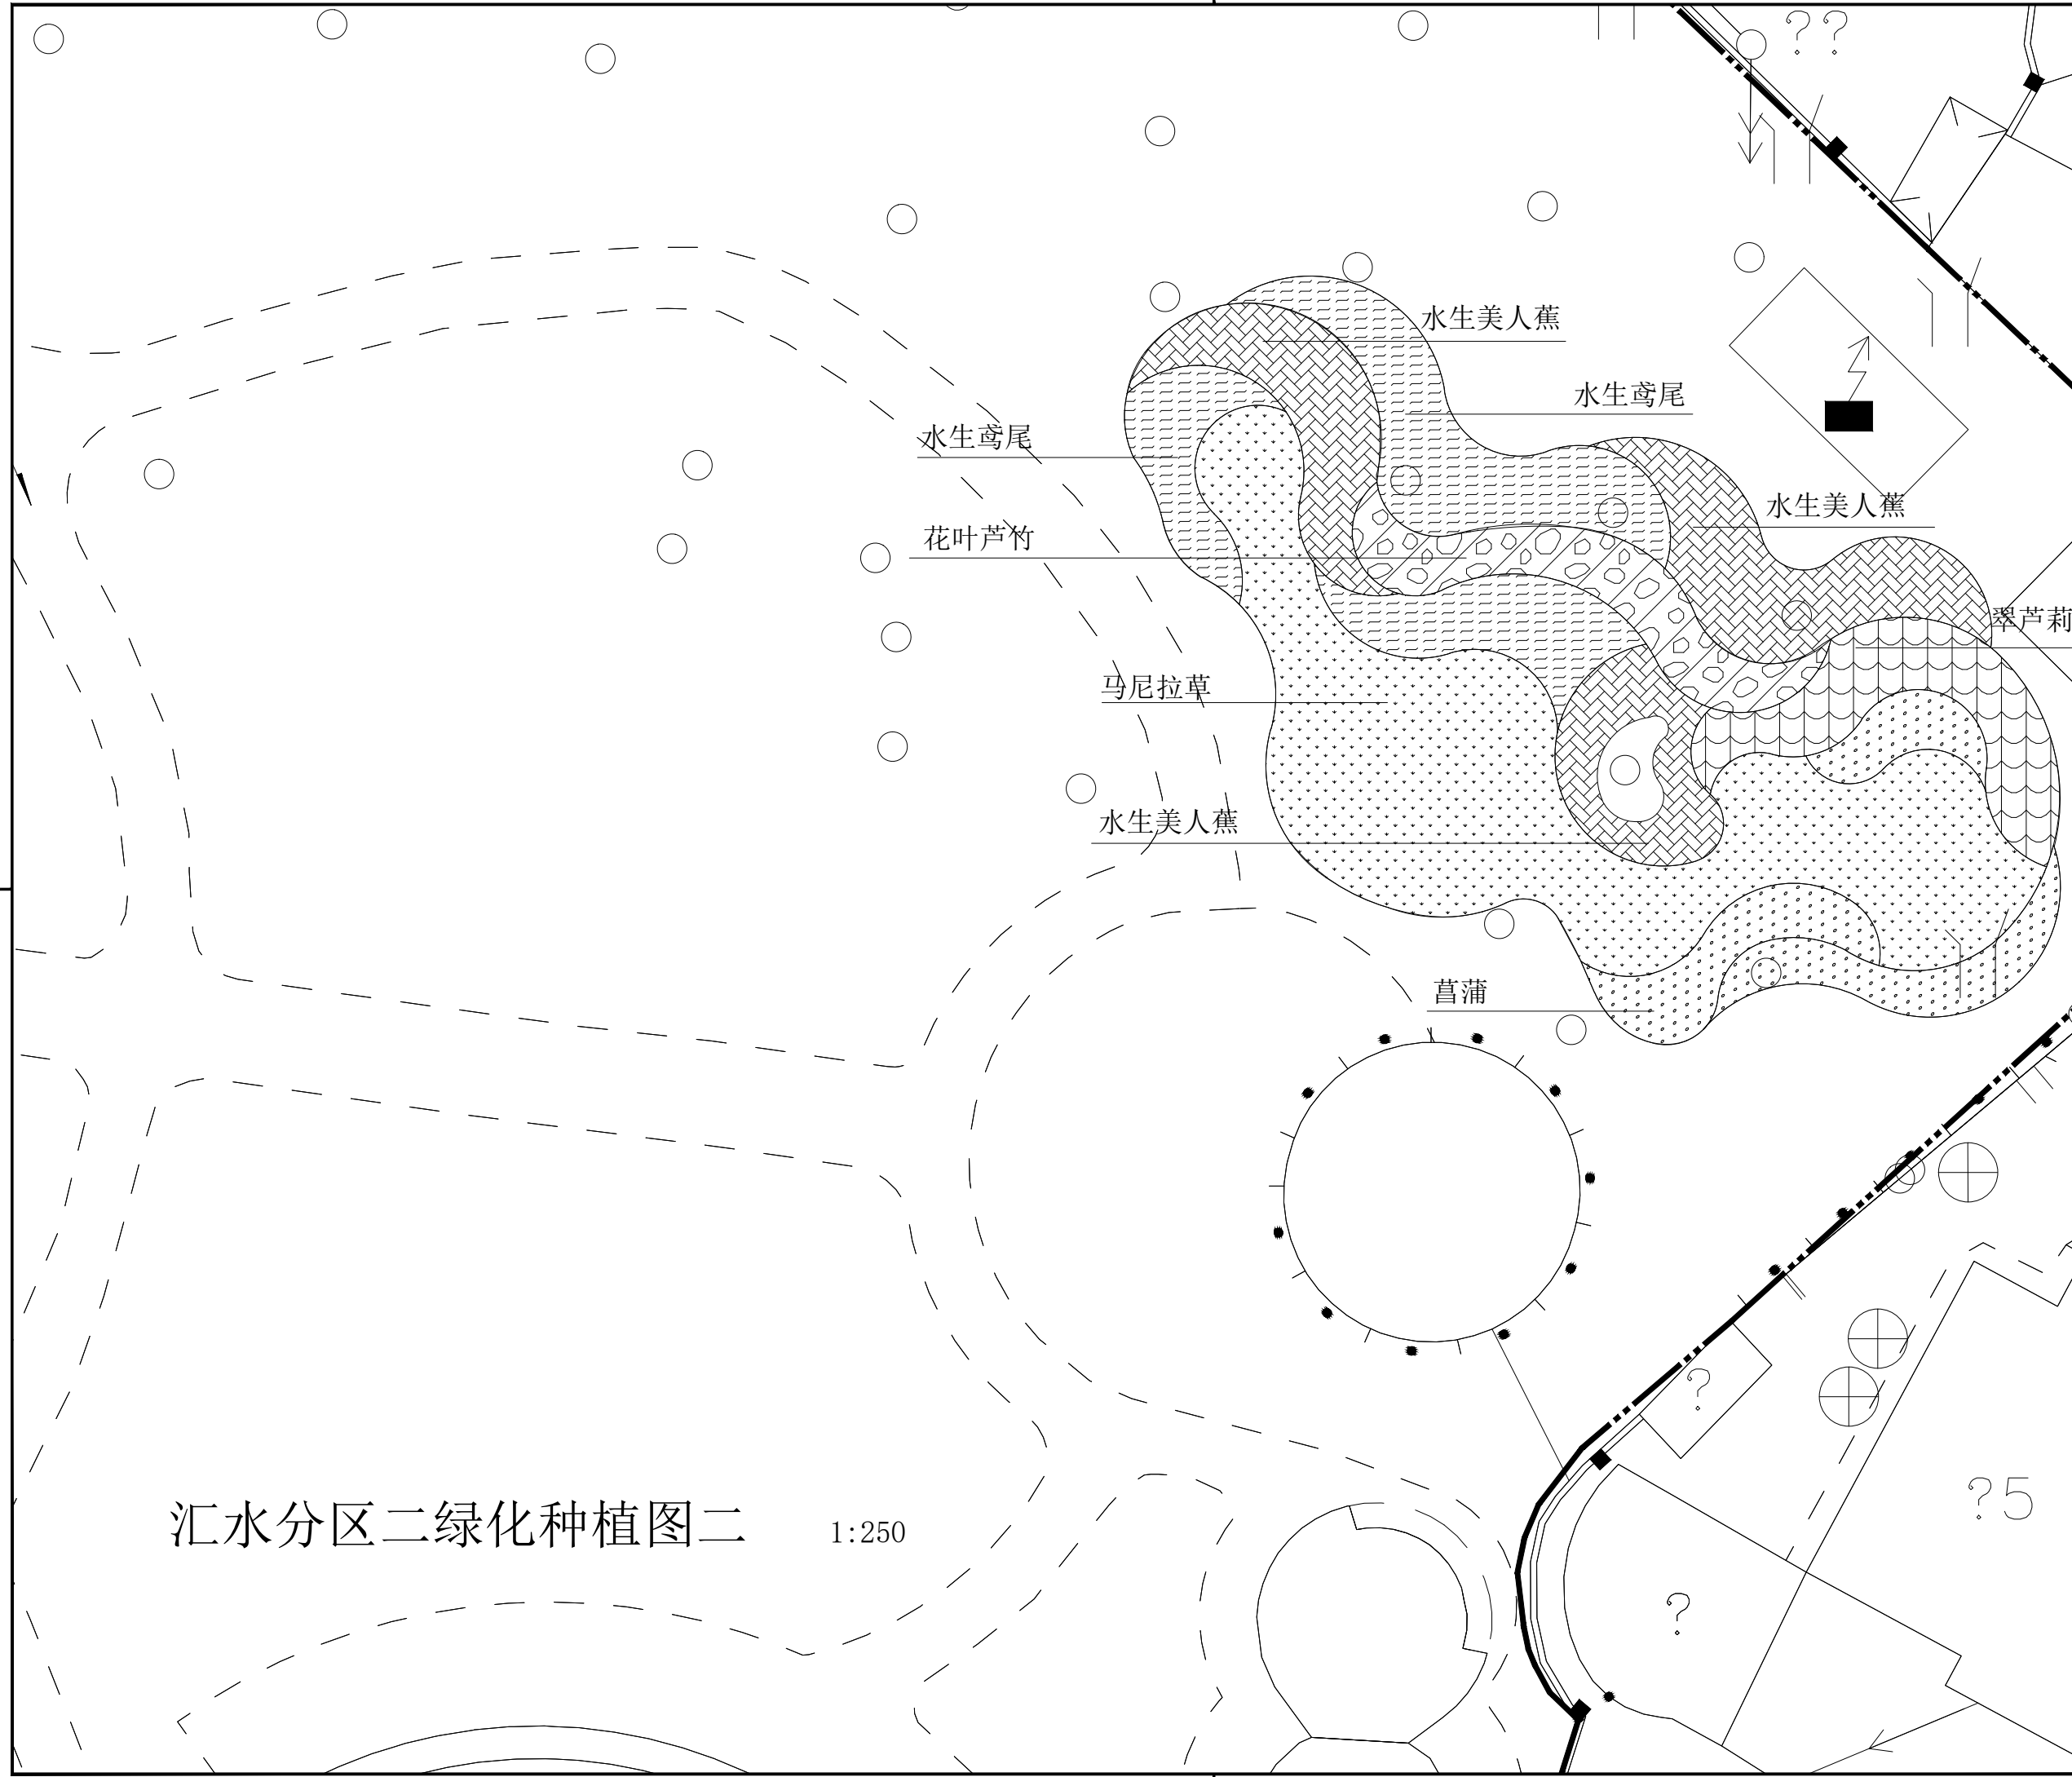 ??
水生美人蕉
水生鸢尾
水生鸢尾
水生美人蕉
花叶芦竹
翠芦莉
马尼拉草
水生美人蕉
菖蒲
?
?5
汇水分区二绿化种植图二 1:250
?